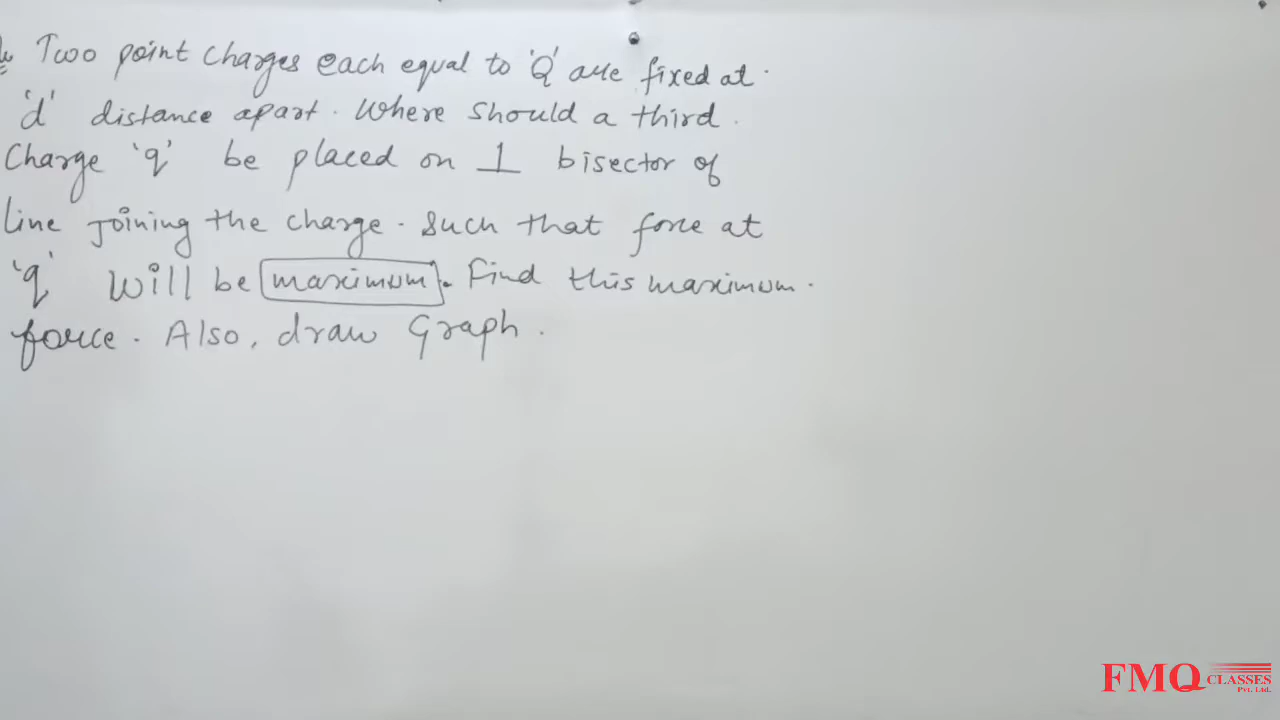 Two point charges each equal to 'Q' are fixed at
'd' distance apart. Where should a third
Charge 'q' be placed on ⊥ bisector of
line joining the charge. Such that force at
'q' will be maximum. Find this maximum.
force. Also, draw Graph.
FMQ CLASSES
Pvt. Ltd.